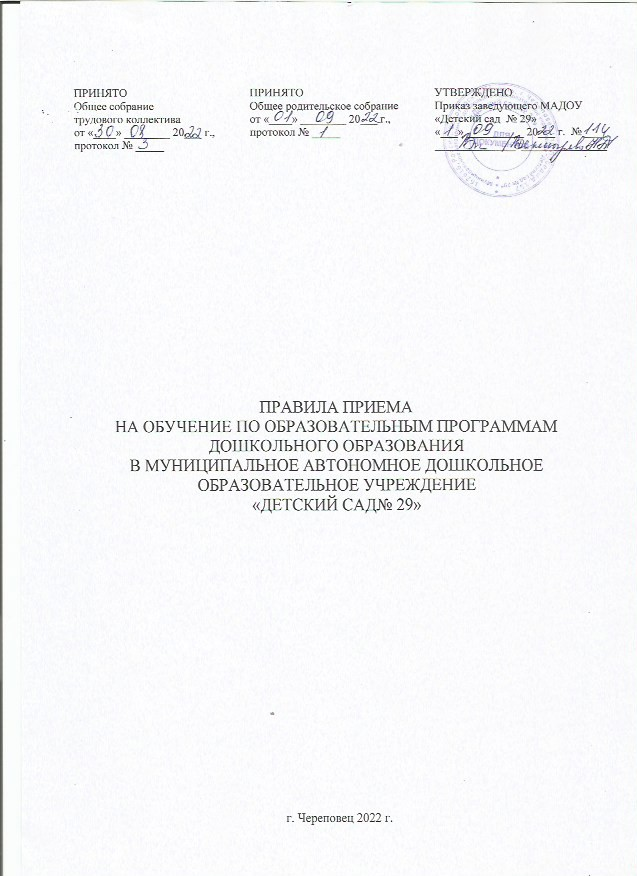 ПРИНЯТО
Общее собрание
трудового коллектива
от «30» 08 2022 г.,
протокол № 3
ПРИНЯТО
Общее родительское собрание
от «01» 09 2022 г.,
протокол № 1
УТВЕРЖДЕНО
Приказ заведующего МАДОУ
«Детский сад № 29»
«1» 09 2022 г. № 114
ПРАВИЛА ПРИЕМА
НА ОБУЧЕНИЕ ПО ОБРАЗОВАТЕЛЬНЫМ ПРОГРАММАМ
ДОШКОЛЬНОГО ОБРАЗОВАНИЯ
В МУНИЦИПАЛЬНОЕ АВТОНОМНОЕ ДОШКОЛЬНОЕ
ОБРАЗОВАТЕЛЬНОЕ УЧРЕЖДЕНИЕ
«ДЕТСКИЙ САД№ 29»
г. Череповец 2022 г.